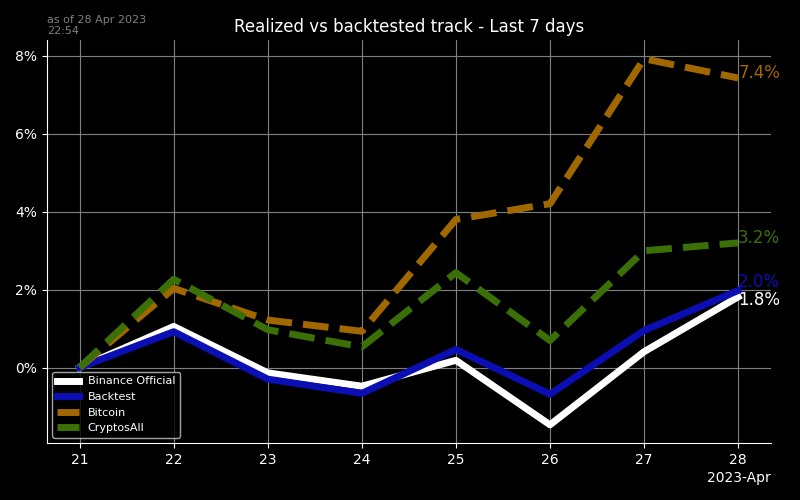 as of 28 Apr 2023
22:54
Realized vs backtested track - Last 7 days
8%
6%
4%
2%
0%
7.4%
3.2%
2.0%
1.8%
Binance Official
Backtest
Bitcoin
CryptosAll
21 22 23 24 25 26 27 28
2023-Apr